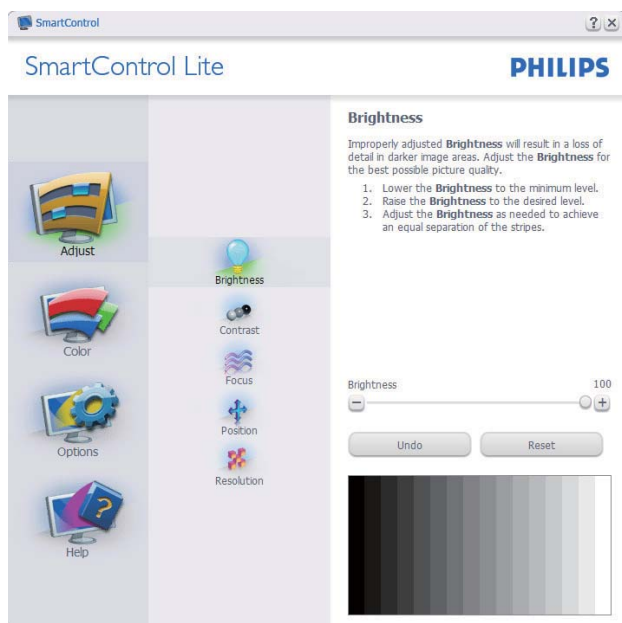 SmartControl
SmartControl Lite
PHILIPS
Adjust
Color
Options
Help
Brightness
Contrast
Focus
Position
Resolution
Brightness
Improperly adjusted Brightness will result in a loss of
detail in darker image areas. Adjust the Brightness for
the best possible picture quality.
1. Lower the Brightness to the minimum level.
2. Raise the Brightness to the desired level.
3. Adjust the Brightness as needed to achieve
an equal separation of the stripes.
Brightness 100
Undo Reset